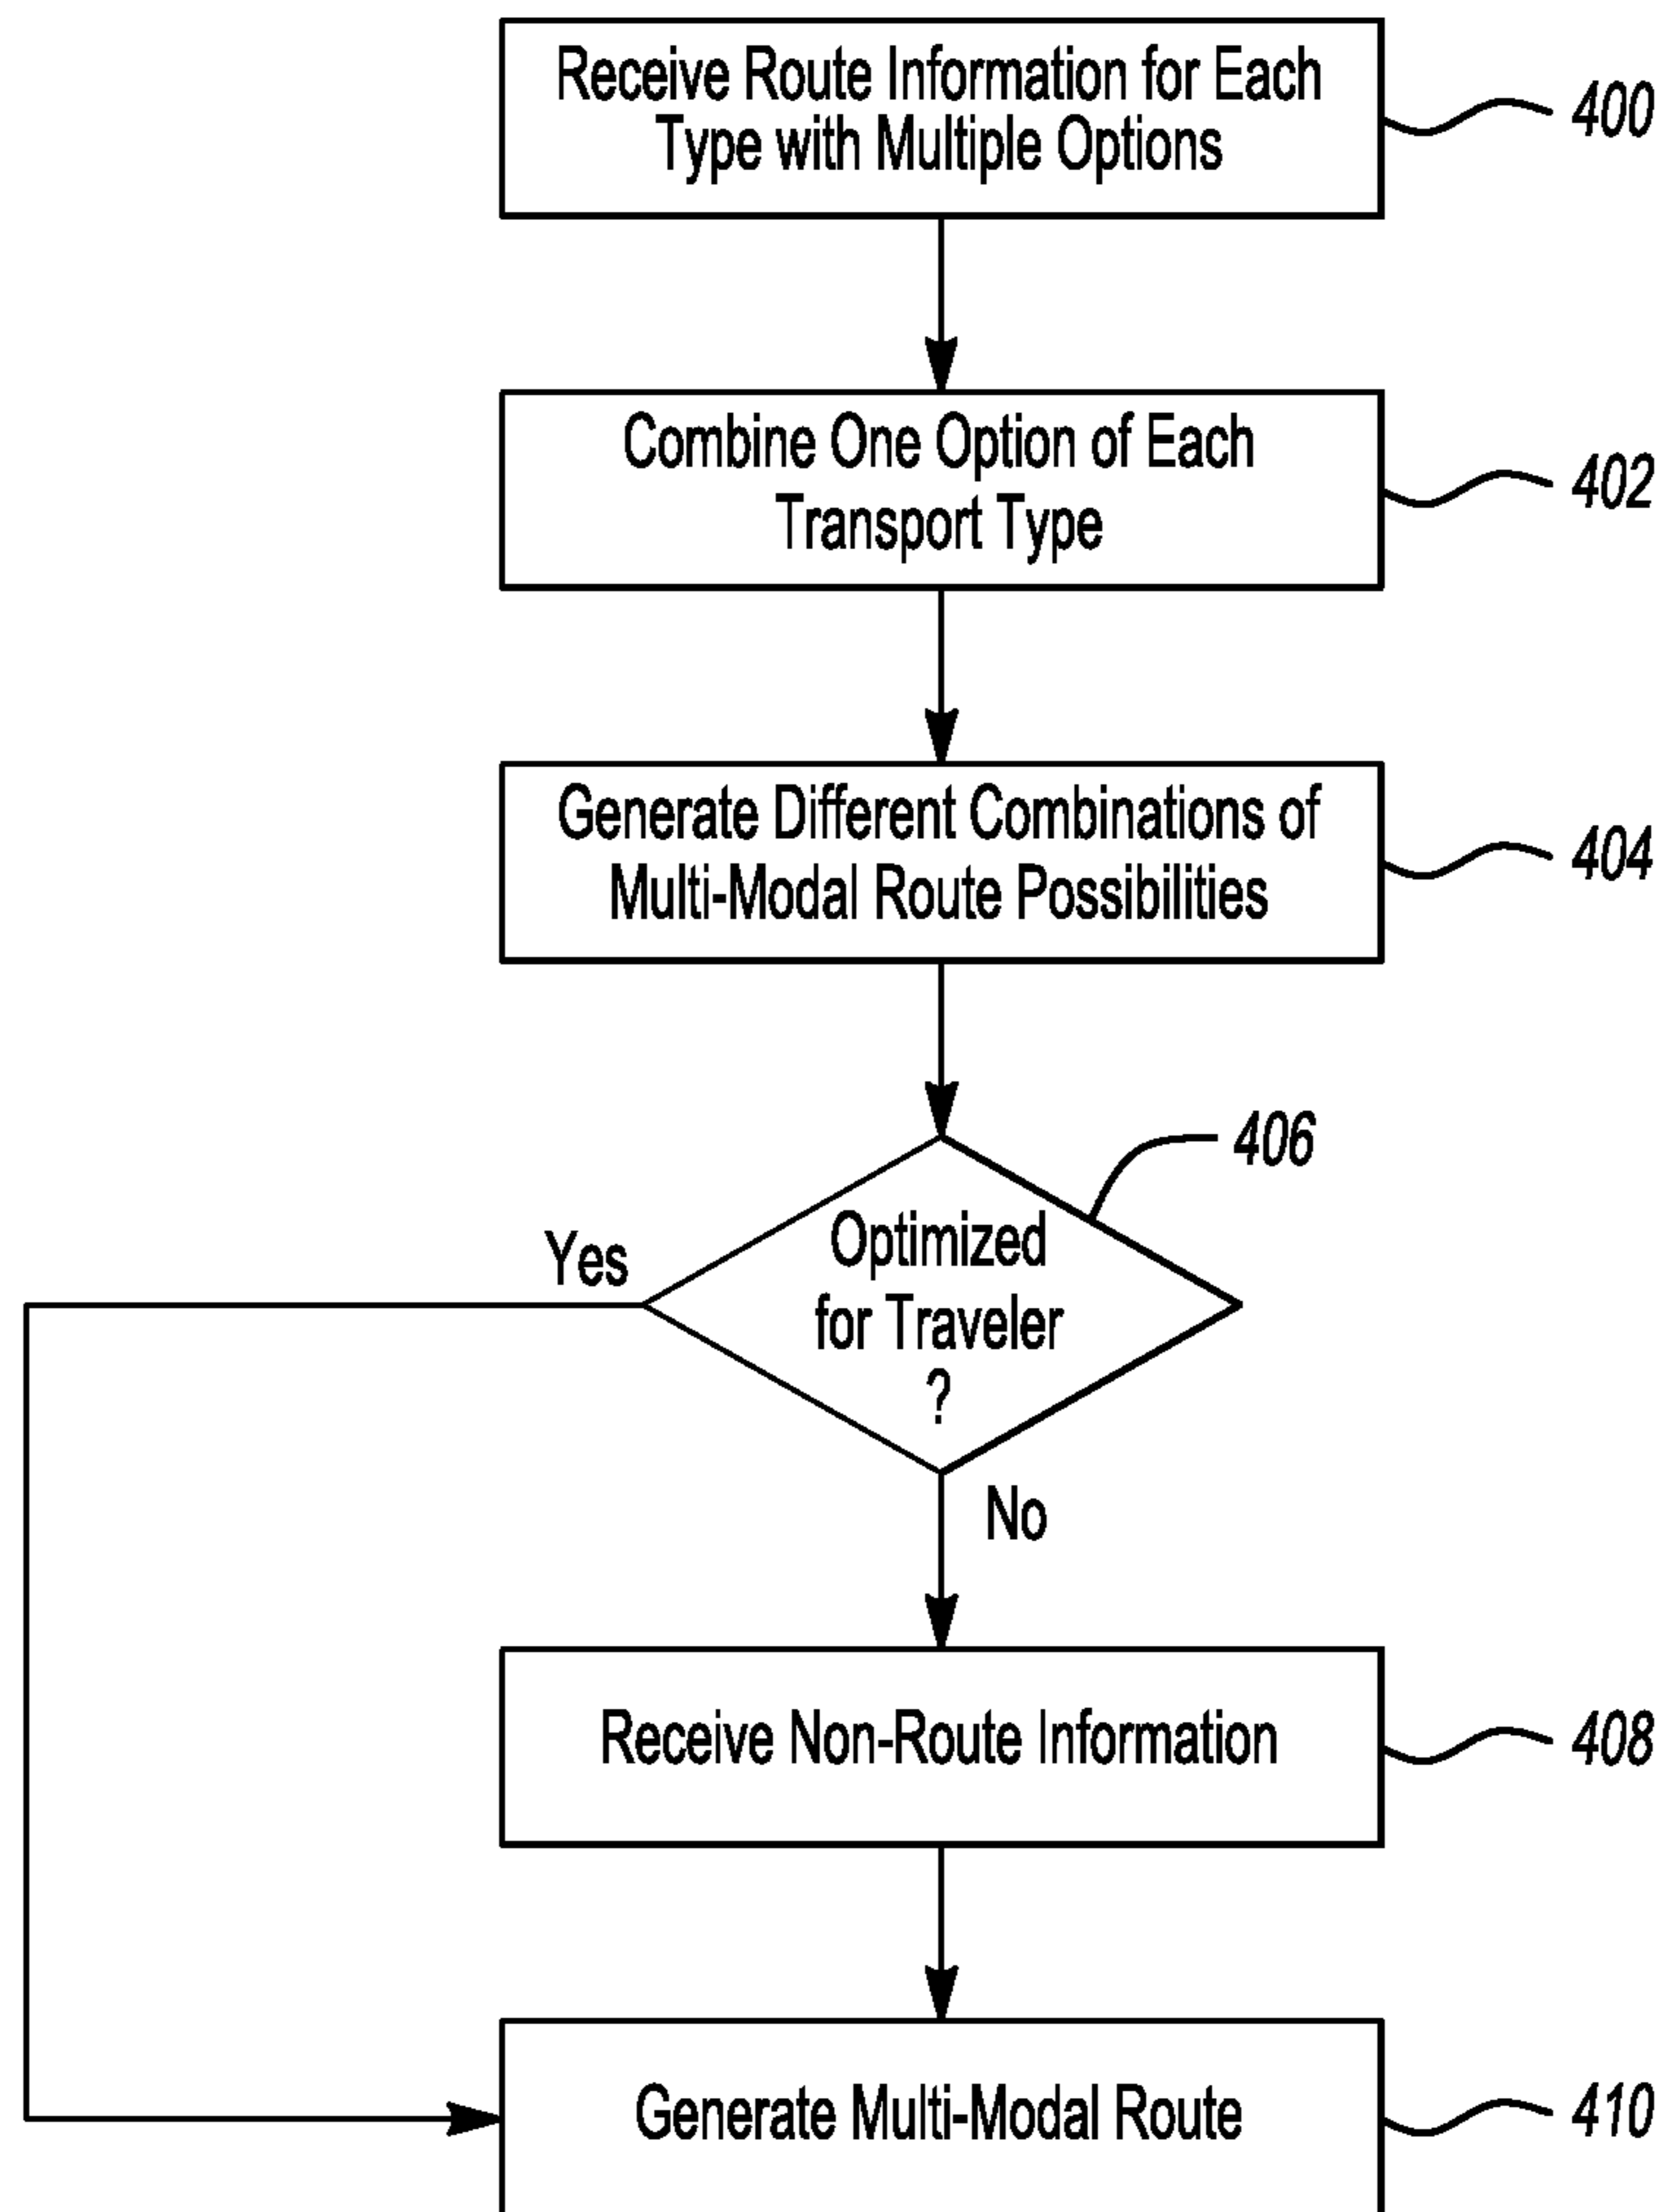 Receive Route Information for Each
Type with Multiple Options
400
Combine One Option of Each
Transport Type
402
Generate Different Combinations of
Multi-Modal Route Possibilities
404
406
Optimized
for Traveler
?
Yes
No
Receive Non-Route Information
408
Generate Multi-Modal Route
410